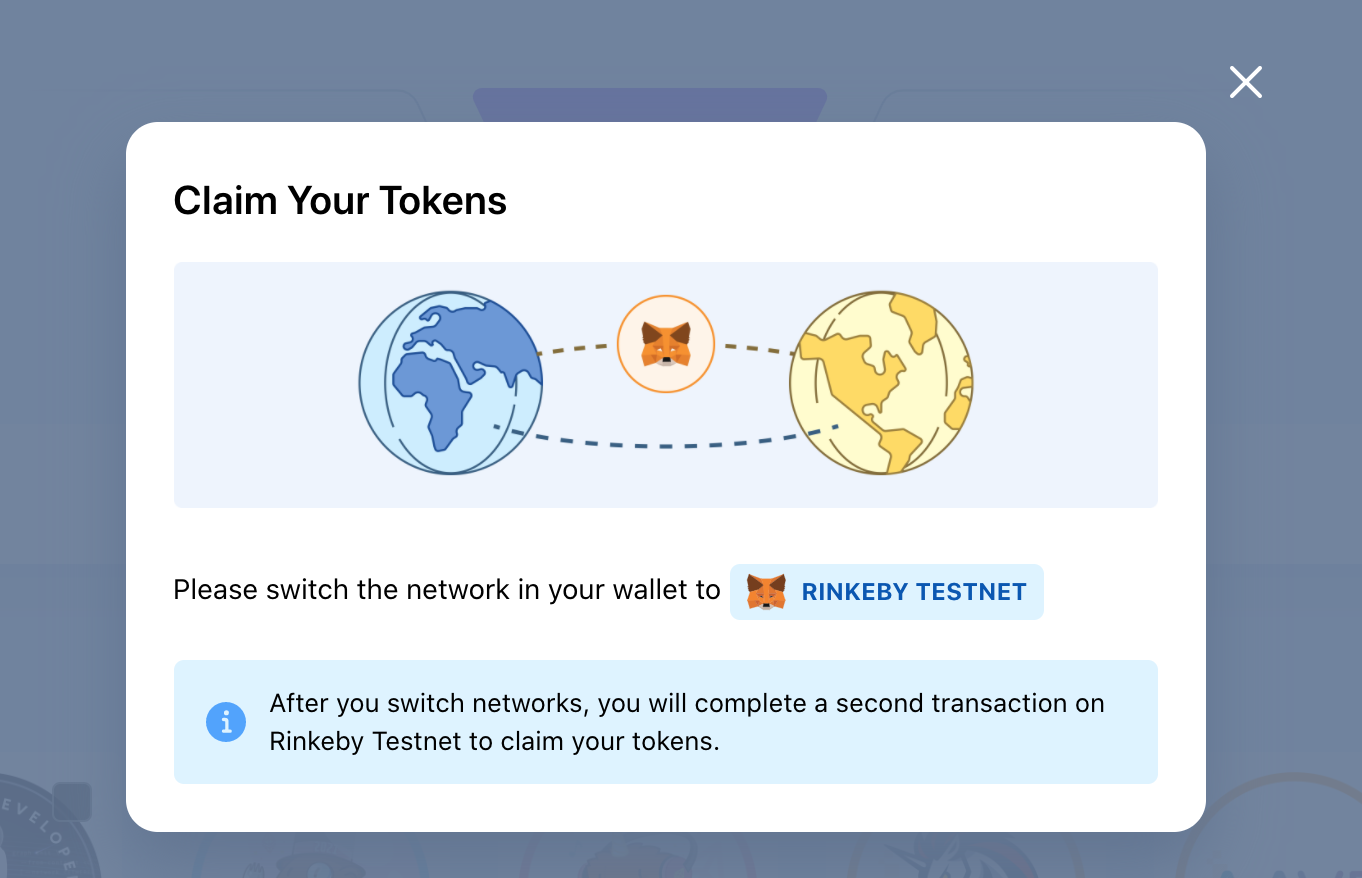 Claim Your Tokens
Please switch the network in your wallet to RINKEBY TESTNET
After you switch networks, you will complete a second transaction on
Rinkeby Testnet to claim your tokens.